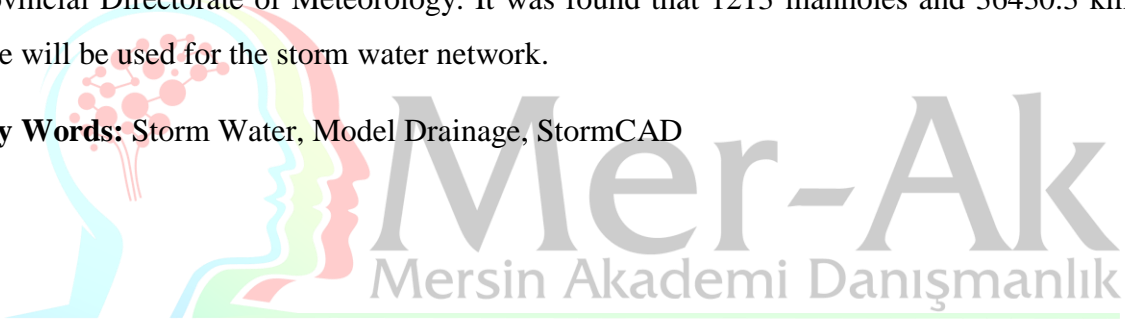 ovincial Directorate of Meteorology. It was found that 1213 manholes and 36430.5 km
e will be used for the storm water network.
y Words: Storm Water, Model Drainage, StormCAD
Mer-Ak
Mersin Akademi Danışmanlık